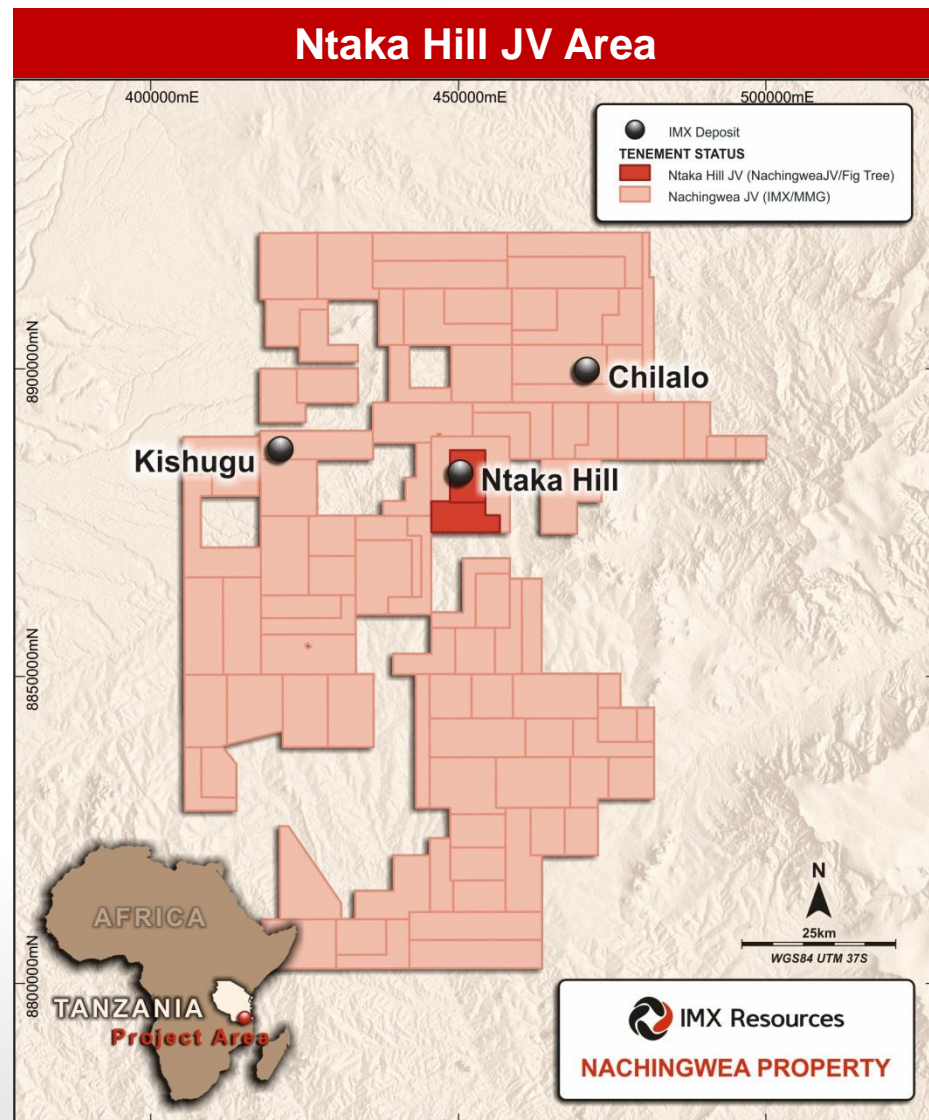 Ntaka Hill JV Area
400000mE
450000mE
500000mE
IMX Deposit
TENEMENT STATUS
Ntaka Hill JV (NachingweaJV/Fig Tree)
Nachingwea JV (IMX/MMG)
8900000mN
Chilalo
Kishugu
Ntaka Hill
8850000mN
AFRICA
N
25km
WGS84 UTM 37S
8800000mN
TANZANIA
Project Area
IMX Resources
NACHINGWEA PROPERTY